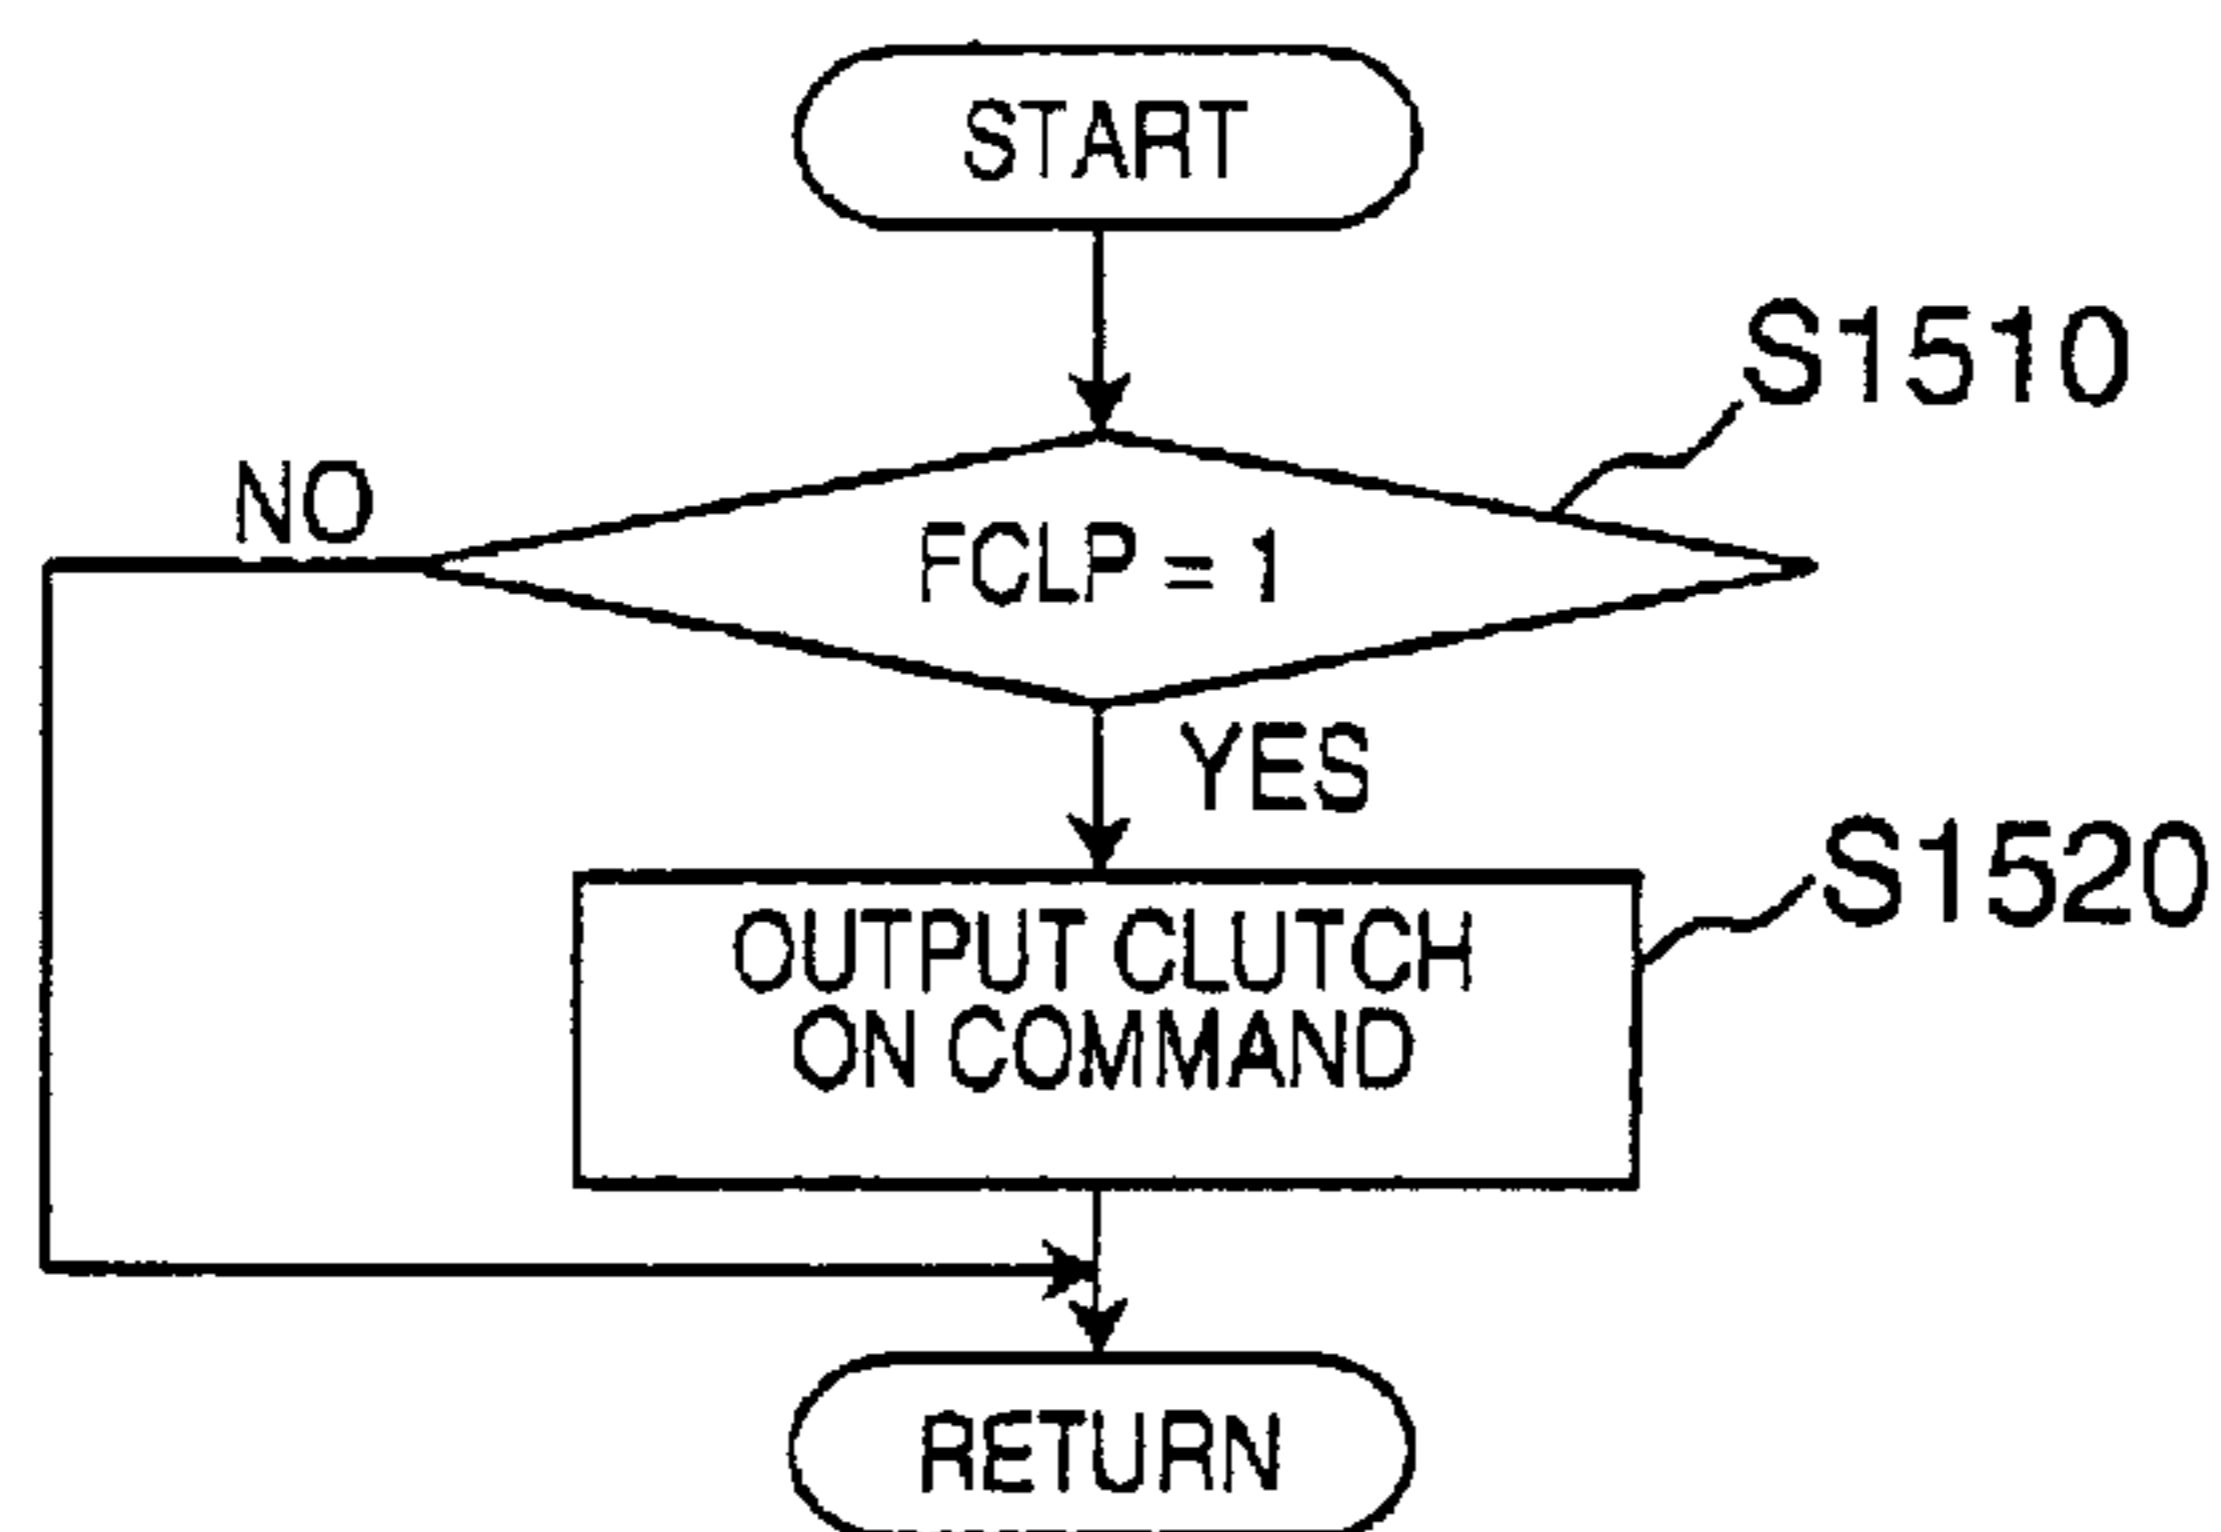 START
S1510
NO
FCLP = 1
YES
S1520
OUTPUT CLUTCH
ON COMMAND
RETURN